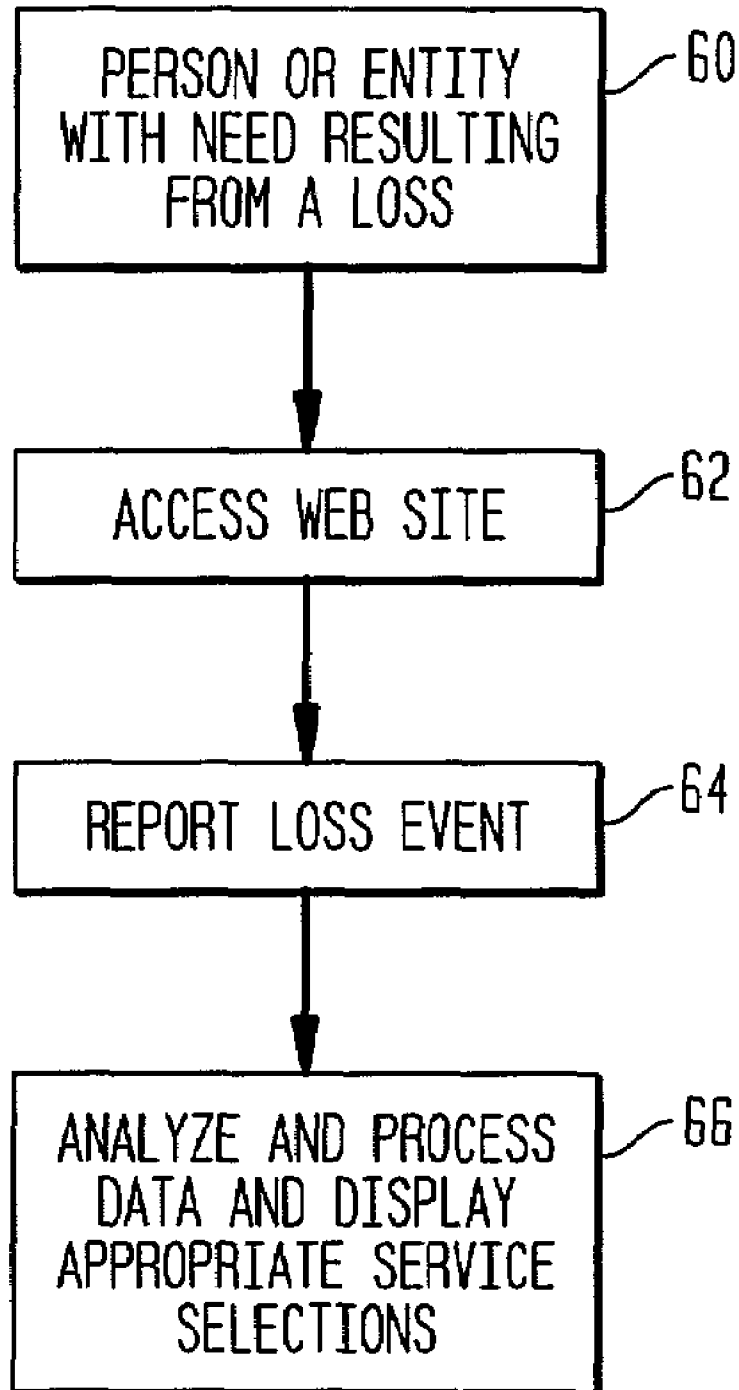 PERSON OR ENTITY
WITH NEED RESULTING
FROM A LOSS
60
ACCESS WEB SITE
62
REPORT LOSS EVENT
64
ANALYZE AND PROCESS
DATA AND DISPLAY
APPROPRIATE SERVICE
SELECTIONS
66